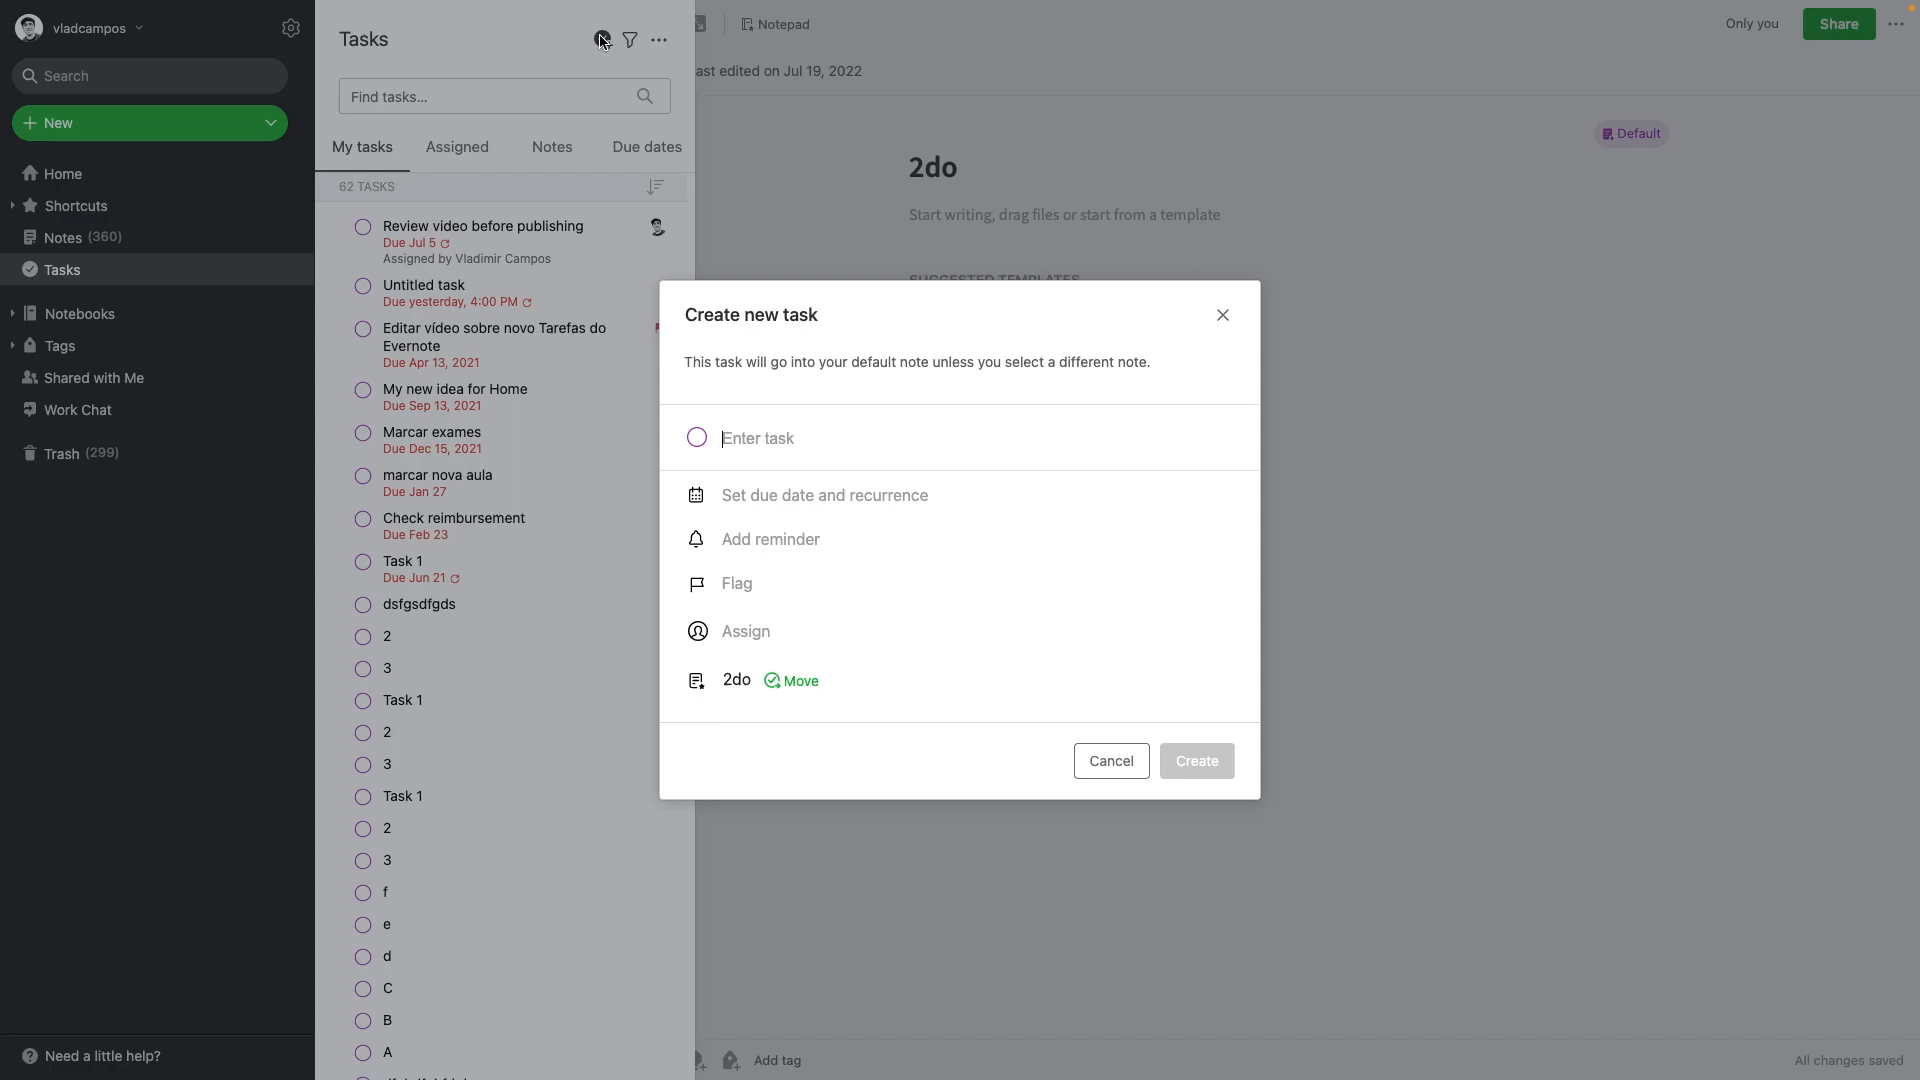 vladcampos
Search
New
Home
Shortcuts
Notes (360)
Tasks
Notebooks
Tags
Shared with Me
Work Chat
Trash (299)
Need a little help?
Tasks
Find tasks...
My tasks Assigned Notes Due dates
62 TASKS
Review video before publishing
Due Jul 5
Assigned by Vladimir Campos
Untitled task
Due yesterday, 4:00 PM
Editar vídeo sobre novo Tarefas do
Evernote
Due Apr 13, 2021
My new idea for Home
Due Sep 13, 2021
Marcar exames
Due Dec 15, 2021
marcar nova aula
Due Jan 27
Check reimbursement
Due Feb 23
Task 1
Due Jun 21
dsfgsdfgds
2
3
Task 1
2
3
Task 1
2
3
f
e
d
C
B
A
Notepad
Only you Share
ast edited on Jul 19, 2022
Default
2do
Start writing, drag files or start from a template
SUGGESTED TEMPLATES
Create new task
This task will go into your default note unless you select a different note.
Enter task
Set due date and recurrence
Add reminder
Flag
Assign
2do Move
Cancel Create
Add tag
All changes saved